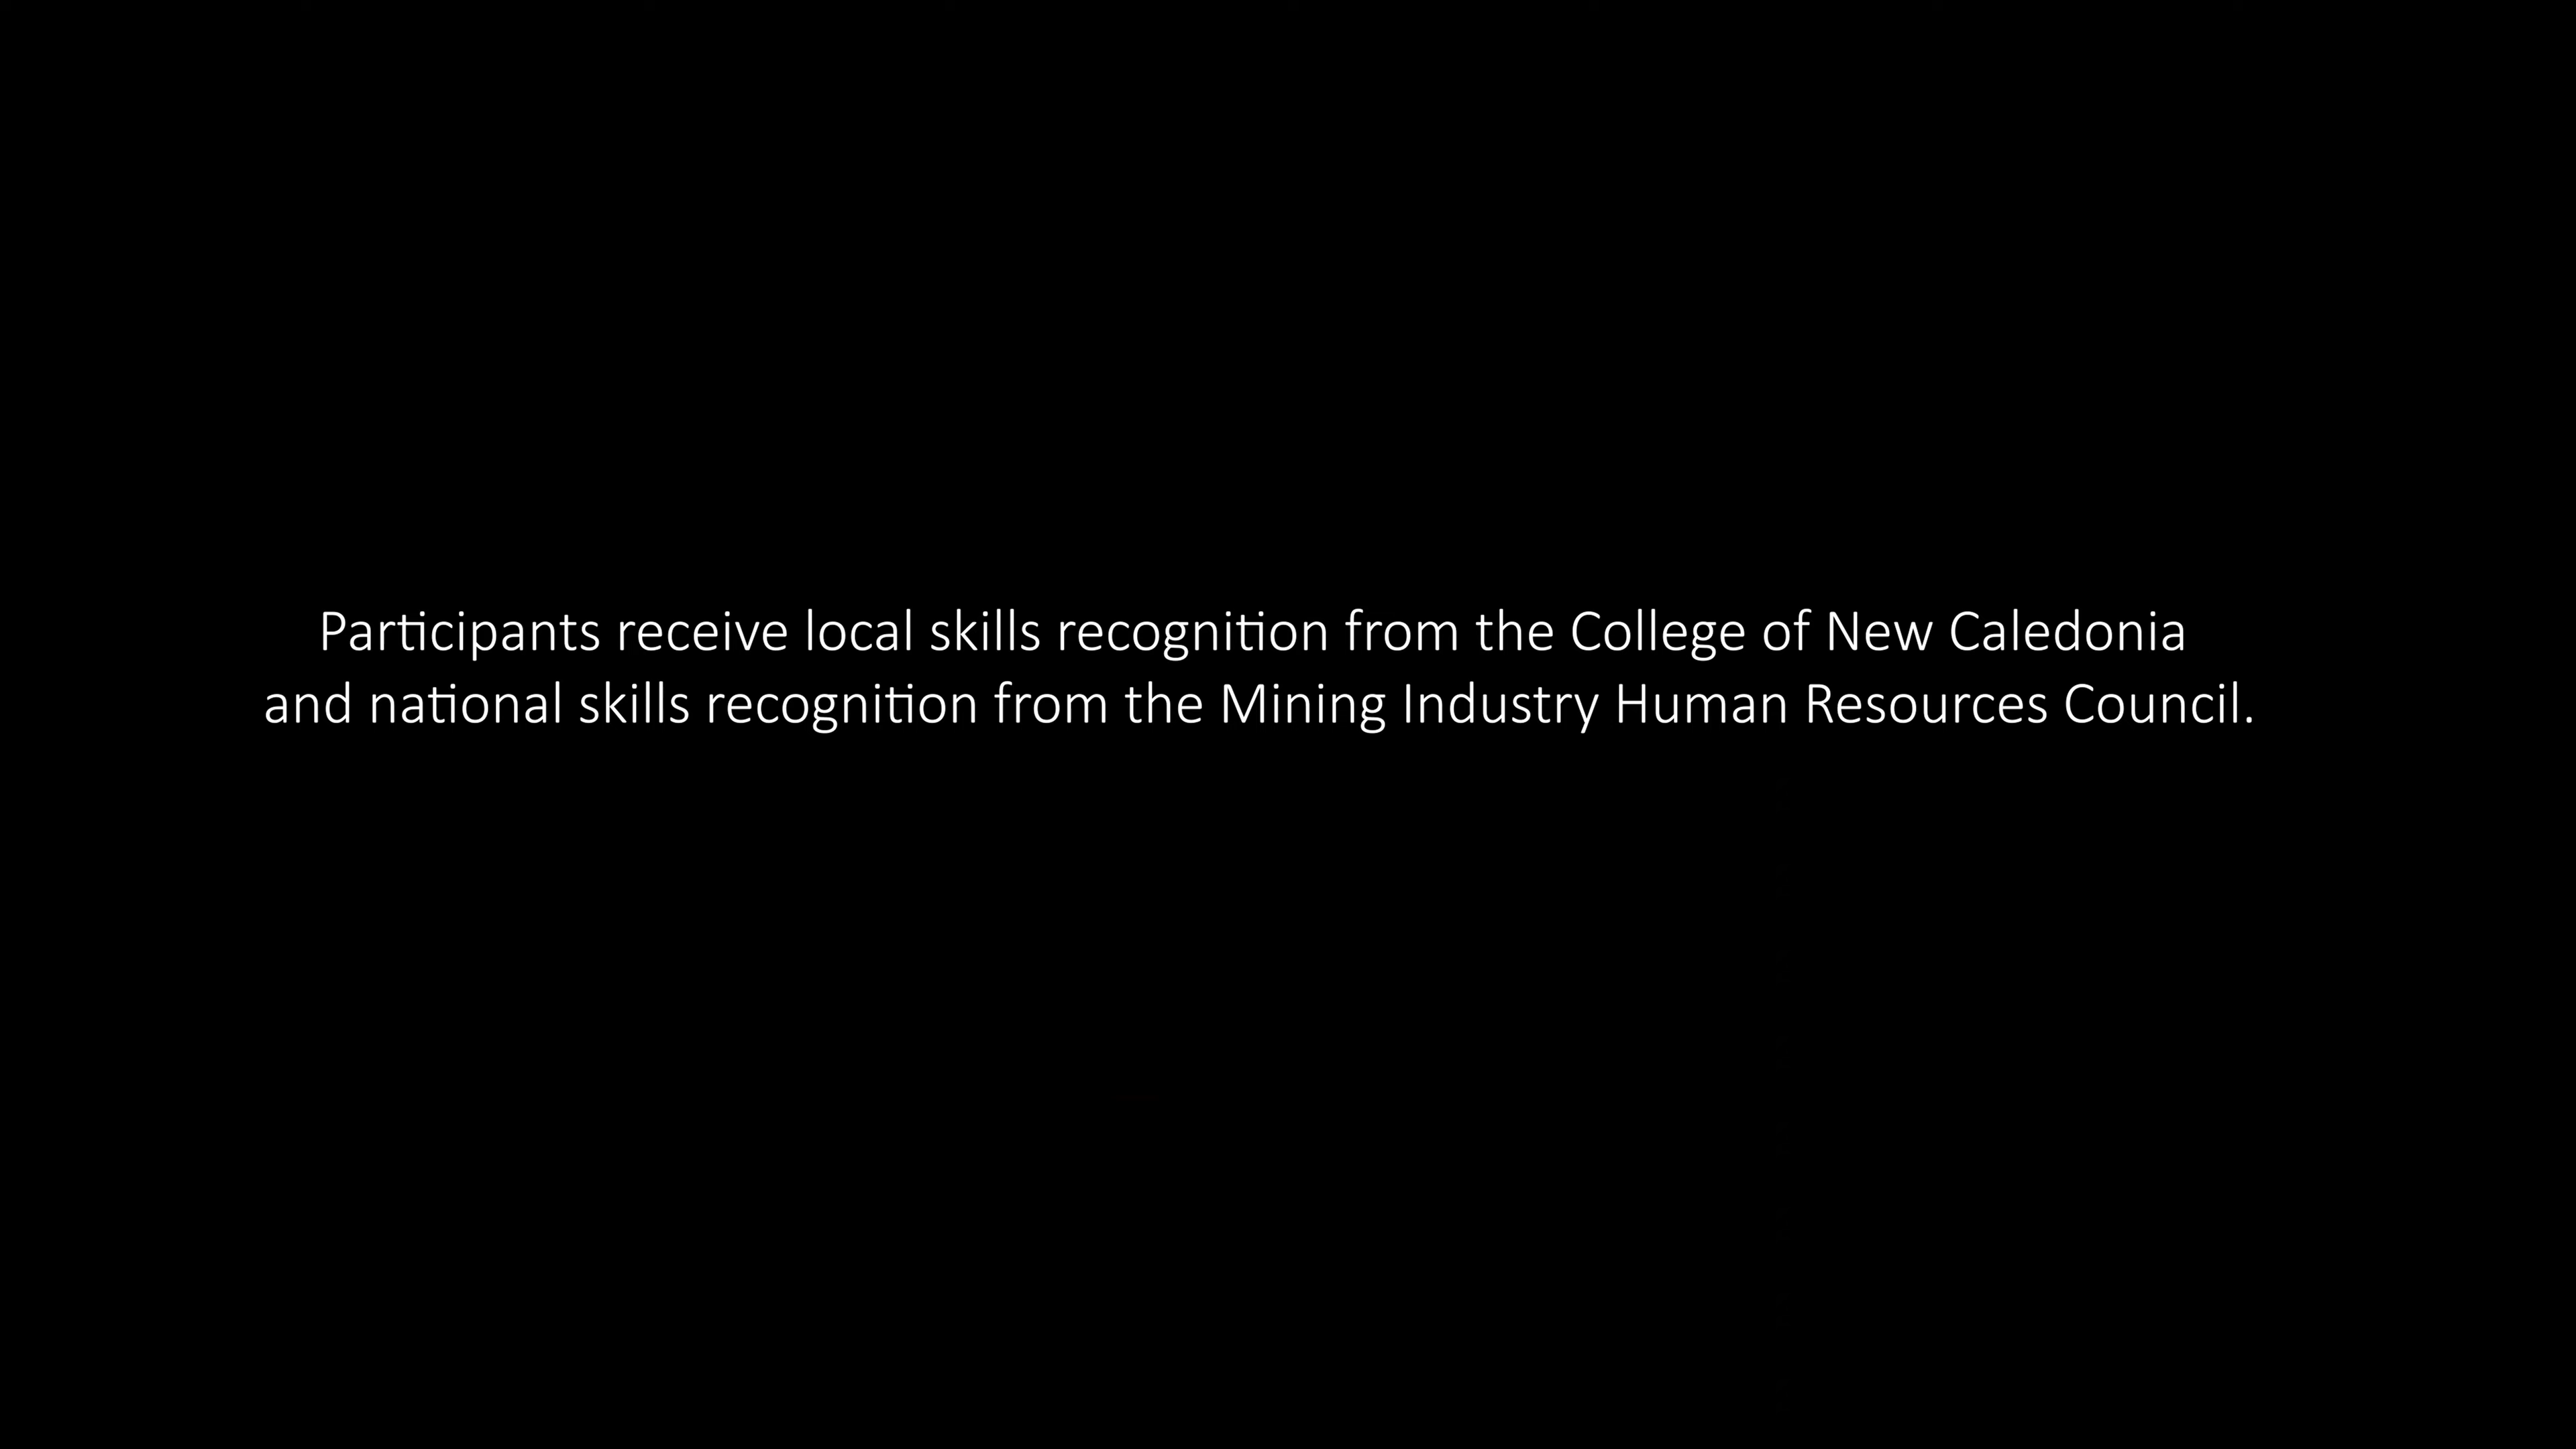 Participants receive local skills recognition from the College of New Caledonia
and national skills recognition from the Mining Industry Human Resources Council.